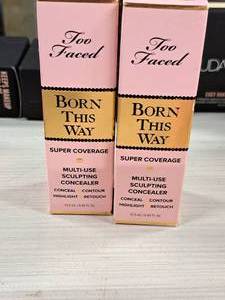 Too
Faced
BORN
THIS
WAY
SUPER COVERAGE
MULTI-USE
SCULPTING
CONCEALER
CONCEAL CONTOUR
HIGHLIGHT RETOUCH
Too
Faced
BORN
THIS
WAY
SUPER COVERAGE
MULTI-USE
SCULPTING
CONCEALER
CONCEAL CONTOUR
HIGHLIGHT RETOUCH
UDA